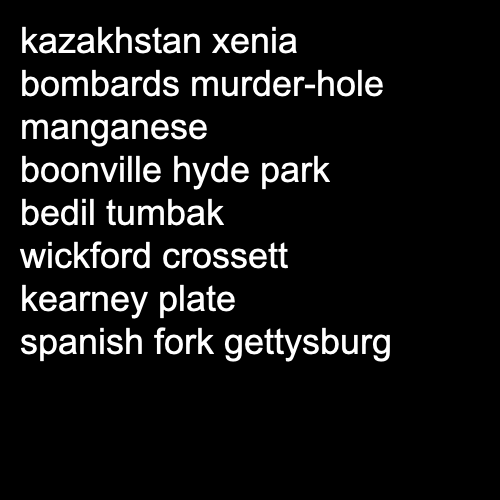 kazakhstan xenia
bombards murder-hole
manganese
boonville hyde park
bedil tumbak
wickford crossett
kearney plate
spanish fork gettysburg